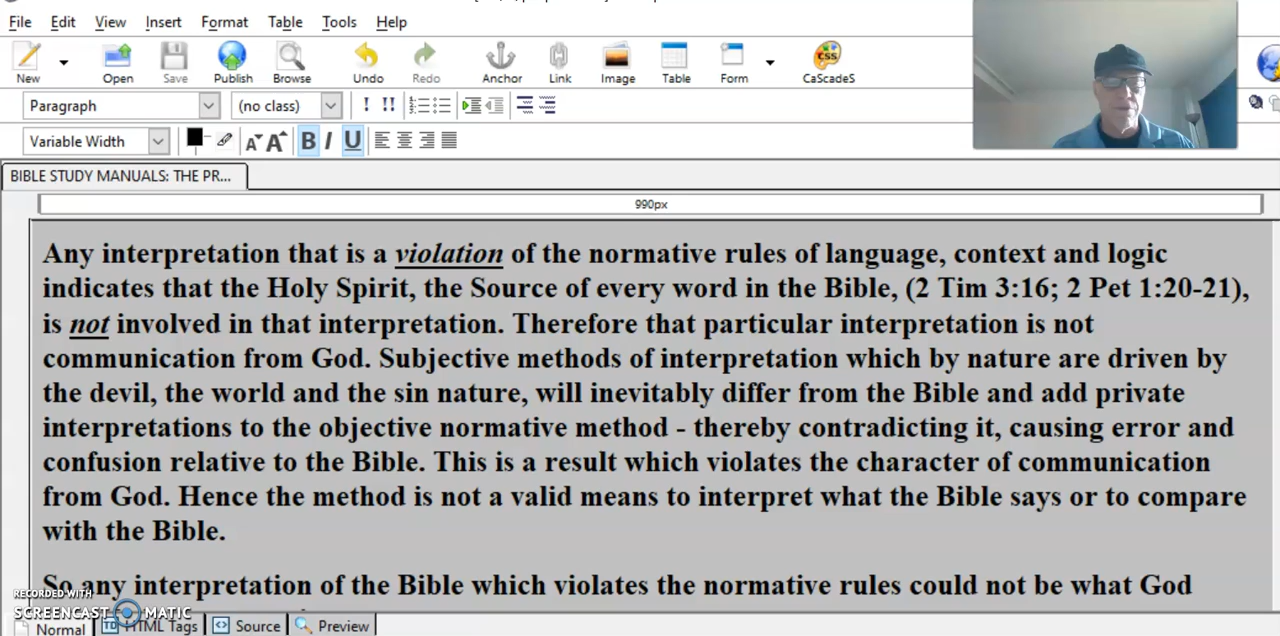 File Edit View Insert Format Table Tools Help
New Open Save Publish Browse Undo Redo Anchor Link Image Table Form CaScadeS
Paragraph (no class) ! !!
Variable Width A A B I U
BIBLE STUDY MANUALS: THE PR...
990px
Any interpretation that is a violation of the normative rules of language, context and logic
indicates that the Holy Spirit, the Source of every word in the Bible, (2 Tim 3:16; 2 Pet 1:20-21),
is not involved in that interpretation. Therefore that particular interpretation is not
communication from God. Subjective methods of interpretation which by nature are driven by
the devil, the world and the sin nature, will inevitably differ from the Bible and add private
interpretations to the objective normative method - thereby contradicting it, causing error and
confusion relative to the Bible. This is a result which violates the character of communication
from God. Hence the method is not a valid means to interpret what the Bible says or to compare
with the Bible.
So any interpretation of the Bible which violates the normative rules could not be what God
RECORDED WITH
SCREENCAST MATIC
Normal HTML Tags Source Preview